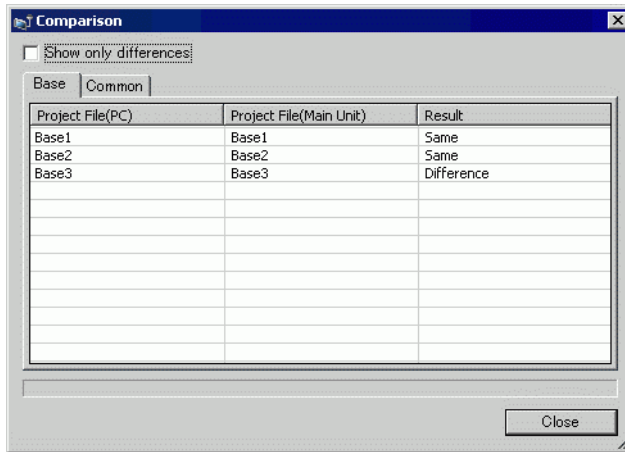 Comparison
Show only differences
Base Common
Project File(PC) Project File(Main Unit) Result
Base1 Base1 Same
Base2 Base2 Same
Base3 Base3 Difference
Close